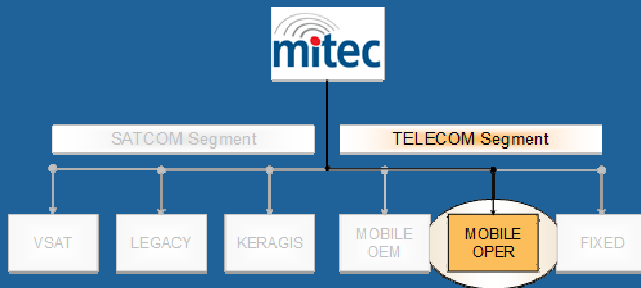 mitec
SATCOM Segment
TELECOM Segment
VSAT
LEGACY
KERAGIS
MOBILE
OEM
MOBILE
OPER
FIXED